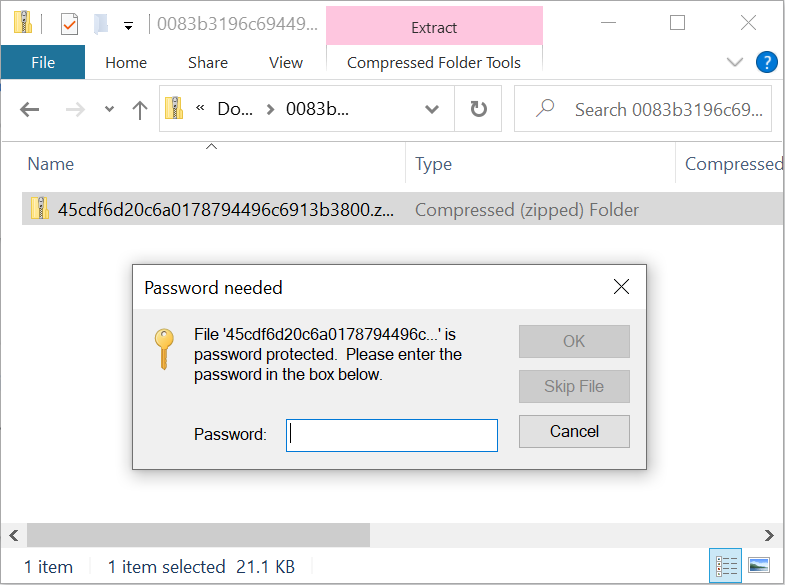 0083b3196c69449...
Extract
File
Home
Share
View
Compressed Folder Tools
?
«
Do...
0083b...
Search 0083b3196c69...
Name
Type
Compressed
45cdf6d20c6a0178794496c6913b3800.z...
Compressed (zipped) Folder
Password needed
File '45cdf6d20c6a0178794496c...' is
password protected. Please enter the
password in the box below.
OK
Skip File
Password:
Cancel
1 item
1 item selected 21.1 KB